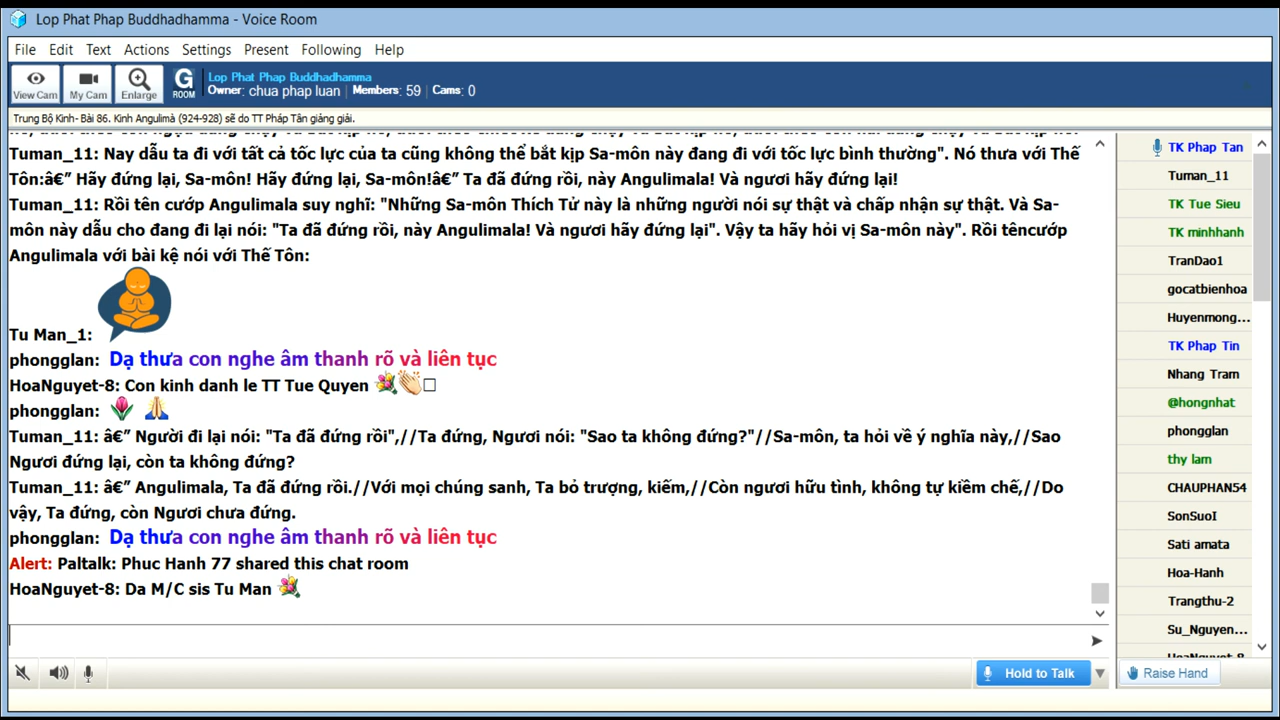 Lop Phat Phap Buddhadhamma - Voice Room
File Edit Text Actions Settings Present Following Help
View Cam My Cam Enlarge G ROOM Lop Phat Phap Buddhadhamma
Owner: chua phap luan | Members: 59 | Cams: 0
Trung Bộ Kinh- Bài 86. Kinh Angulimà (924-928) sẽ do TT Pháp Tân giảng giải.
Tuman_11: Nay dẫu ta đi với tất cả tốc lực của ta cũng không thể bắt kịp Sa-môn này đang đi với tốc lực bình thường". Nó thưa với Thế
Tôn:â€” Hãy đứng lại, Sa-môn! Hãy đứng lại, Sa-môn!â€” Ta đã đứng rồi, này Angulimala! Và ngươi hãy đứng lại!
Tuman_11: Rồi tên cướp Angulimala suy nghĩ: "Những Sa-môn Thích Tử này là những người nói sự thật và chấp nhận sự thật. Và Sa-
môn này dẫu cho đang đi lại nói: "Ta đã đứng rồi, này Angulimala! Và ngươi hãy đứng lại". Vậy ta hãy hỏi vị Sa-môn này". Rồi têncướp
Angulimala với bài kệ nói với Thế Tôn:
Tu Man_1:
phongglan: Dạ thưa con nghe âm thanh rõ và liên tục
HoaNguyet-8: Con kinh danh le TT Tue Quyen 💐👏🏻□
phongglan: 🌷 🙏
Tuman_11: â€” Người đi lại nói: "Ta đã đứng rồi",//Ta đứng, Ngươi nói: "Sao ta không đứng?"//Sa-môn, ta hỏi về ý nghĩa này,//Sao
Ngươi đứng lại, còn ta không đứng?
Tuman_11: â€” Angulimala, Ta đã đứng rồi.//Với mọi chúng sanh, Ta bỏ trượng, kiếm,//Còn ngươi hữu tình, không tự kiềm chế,//Do
vậy, Ta đứng, còn Ngươi chưa đứng.
phongglan: Dạ thưa con nghe âm thanh rõ và liên tục
Alert: Paltalk: Phuc Hanh 77 shared this chat room
HoaNguyet-8: Da M/C sis Tu Man 💐
TK Phap Tan
Tuman_11
TK Tue Sieu
TK minhhanh
TranDao1
gocatbienhoa
Huyenmong...
TK Phap Tin
Nhang Tram
@hongnhat
phongglan
thy lam
CHAUPHAN54
SonSuoI
Sati amata
Hoa-Hanh
Trangthu-2
Su_Nguyen...
HoaNguyet-8
Hold to Talk
Raise Hand